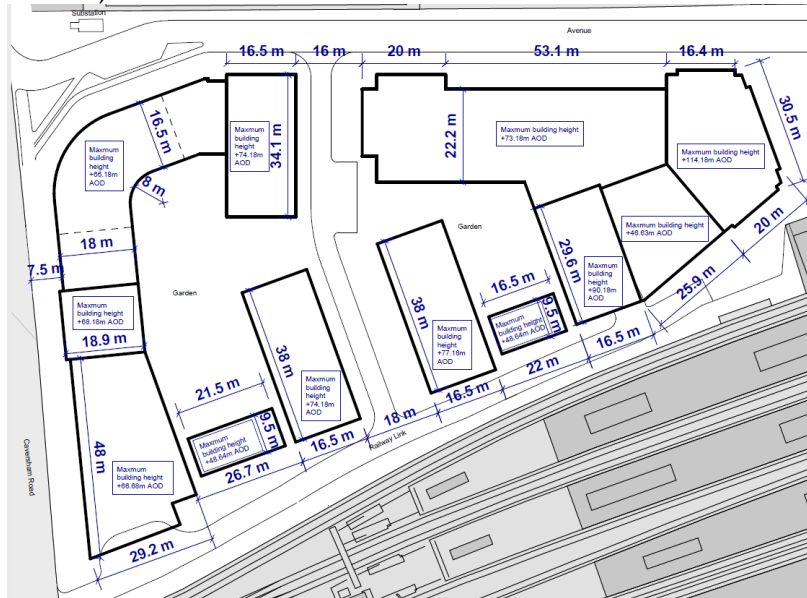 Substation
Avenue
16.5 m
16 m
20 m
53.1 m
16.4 m
30.5 m
16.5 m
Maxmum
building
height
+66.18m
AOD
8 m
Maxmum
building
height
+74.18m
AOD
34.1 m
22.2 m
Maxmum building height
+73.18m AOD
Maxmum building height
+114.18m AOD
Maxmum building height
+46.63m AOD
20 m
Garden
18 m
7.5 m
Garden
29.6 m
Maxmum
building
height
+90.18m
AOD
25.9 m
16.5 m
9.5 m
Maxmum
building height
+48.64m AOD
Maxmum
building
height
+68.18m AOD
18.9 m
38 m
Maxmum
building
height
+77.18m
AOD
16.5 m
22 m
16.5 m
18 m
38 m
Maxmum
building
height
+74.18m
AOD
21.5 m
9.5 m
Maxmum
building height
+48.64m AOD
16.5 m
26.7 m
Railway Link
Caversham Road
48 m
Maxmum
building
height
+66.68m AOD
29.2 m